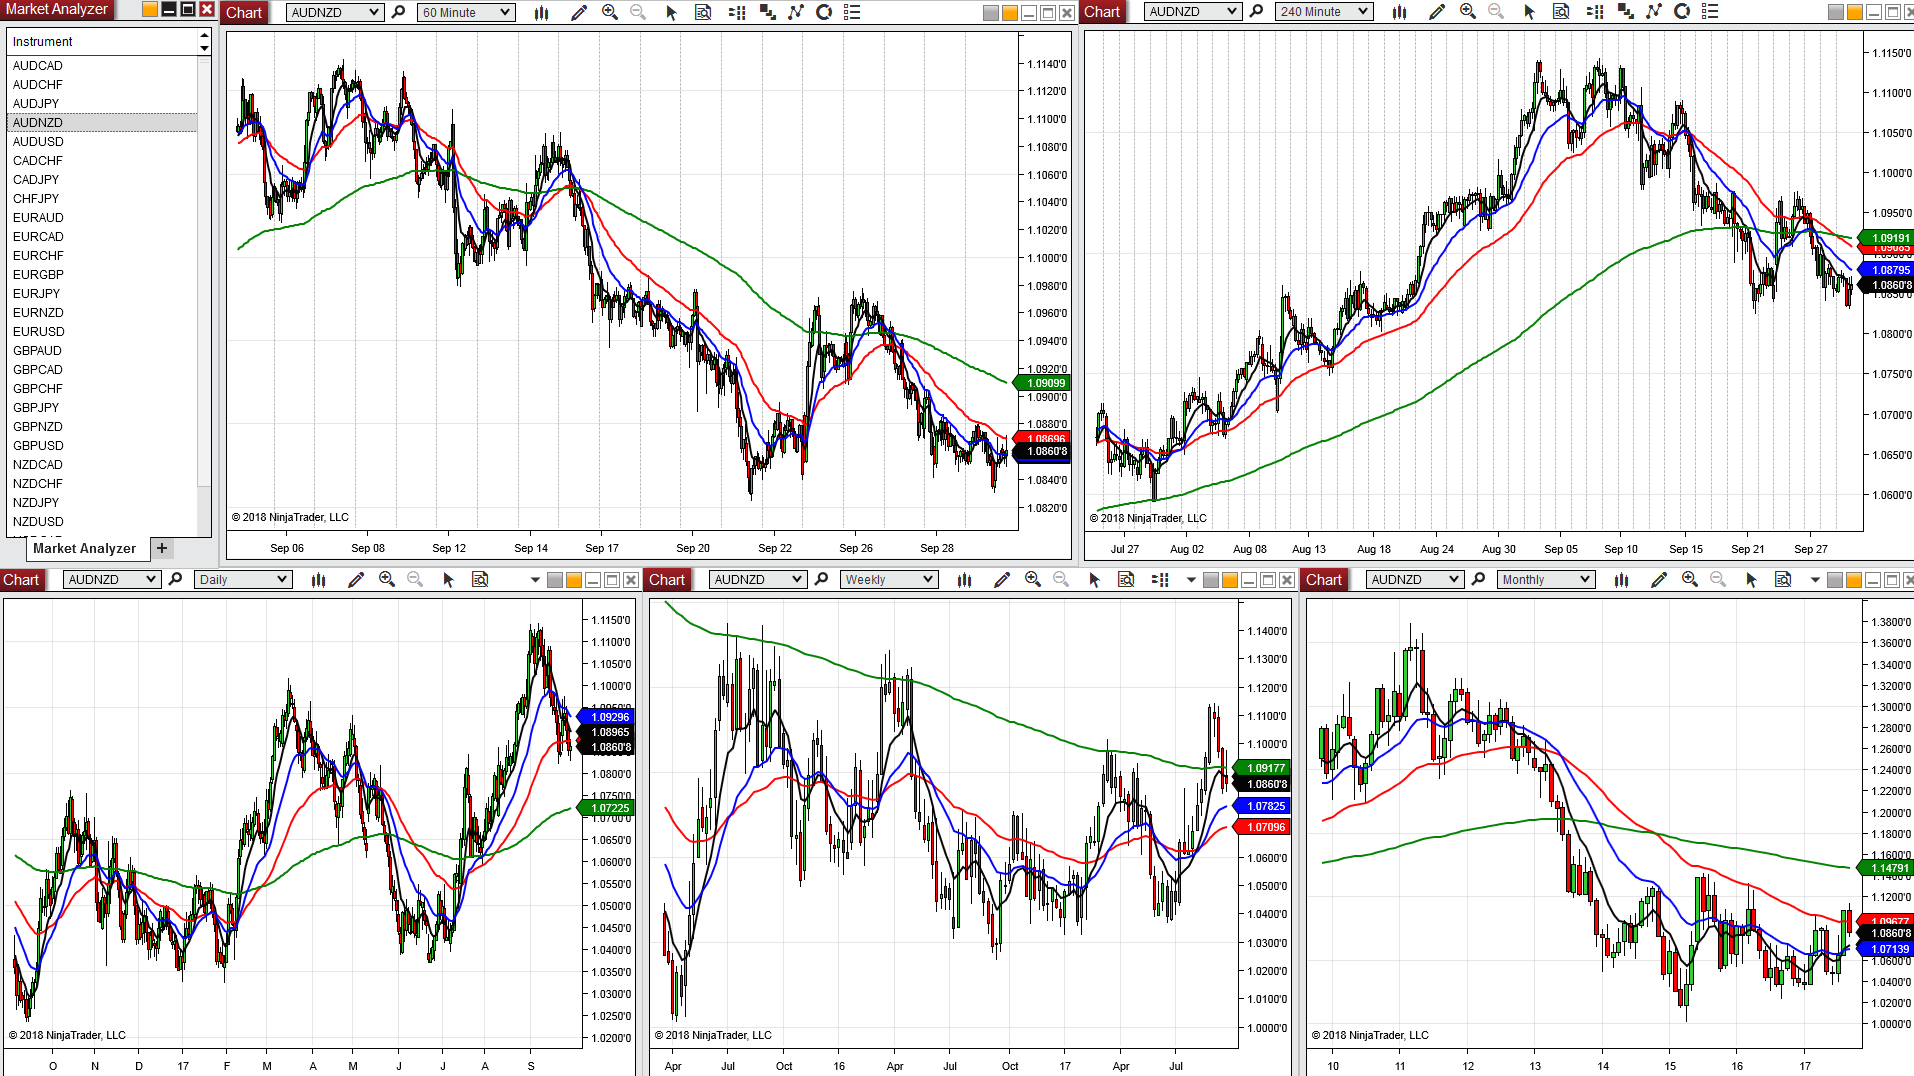 Market Analyzer
Instrument
AUDCAD
AUDCHF
AUDJPY
AUDNZD
AUDUSD
CADCHF
CADJPY
CHFJPY
EURAUD
EURCAD
EURCHF
EURGBP
EURJPY
EURNZD
EURUSD
GBPAUD
GBPCAD
GBPCHF
GBPJPY
GBPNZD
GBPUSD
NZDCAD
NZDCHF
NZDJPY
NZDUSD
Market Analyzer +
Chart AUDNZD 60 Minute
1.1140'0
1.1120'0
1.1100'0
1.1080'0
1.1060'0
1.1040'0
1.1020'0
1.1000'0
1.0980'0
1.0960'0
1.0940'0
1.0920'0
1.09099
1.0900'0
1.0880'0
1.08696
1.0860'8
1.0840'0
1.0820'0
© 2018 NinjaTrader, LLC
Sep 06 Sep 08 Sep 12 Sep 14 Sep 17 Sep 20 Sep 22 Sep 26 Sep 28
Chart AUDNZD 240 Minute
1.1150'0
1.1100'0
1.1050'0
1.1000'0
1.0950'0
1.09191
1.08795
1.0860'8
1.0800'0
1.0750'0
1.0700'0
1.0650'0
1.0600'0
© 2018 NinjaTrader, LLC
Jul 27 Aug 02 Aug 08 Aug 13 Aug 18 Aug 24 Aug 30 Sep 05 Sep 10 Sep 15 Sep 21 Sep 27
Chart AUDNZD Daily
1.1150'0
1.1100'0
1.1050'0
1.1000'0
1.09296
1.08965
1.0860'8
1.0800'0
1.07225
1.0650'0
1.0600'0
1.0550'0
1.0500'0
1.0450'0
1.0400'0
1.0350'0
1.0300'0
1.0250'0
1.0200'0
© 2018 NinjaTrader, LLC
O N D 17 F M A M J J A S
Chart AUDNZD Weekly
1.1400'0
1.1300'0
1.1200'0
1.1100'0
1.1000'0
1.09177
1.0860'8
1.07825
1.07096
1.0600'0
1.0500'0
1.0400'0
1.0300'0
1.0200'0
1.0100'0
1.0000'0
© 2018 NinjaTrader, LLC
Apr Jul Oct 16 Apr Jul Oct 17 Apr Jul
Chart AUDNZD Monthly
1.3800'0
1.3600'0
1.3400'0
1.3200'0
1.3000'0
1.2800'0
1.2600'0
1.2400'0
1.2200'0
1.2000'0
1.1800'0
1.1600'0
1.14791
1.1200'0
1.09677
1.0860'8
1.07139
1.0600'0
1.0400'0
1.0200'0
1.0000'0
© 2018 NinjaTrader, LLC
10 11 12 13 14 15 16 17